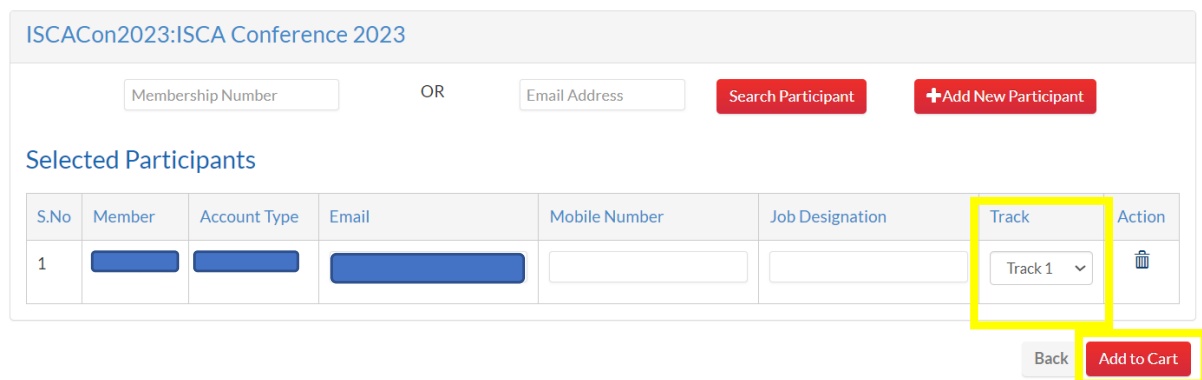 ISCACon2023:ISCA Conference 2023
Membership Number OR Email Address Search Participant +Add New Participant
Selected Participants
S.No Member Account Type Email Mobile Number Job Designation Track Action
1 Track 1
Back Add to Cart